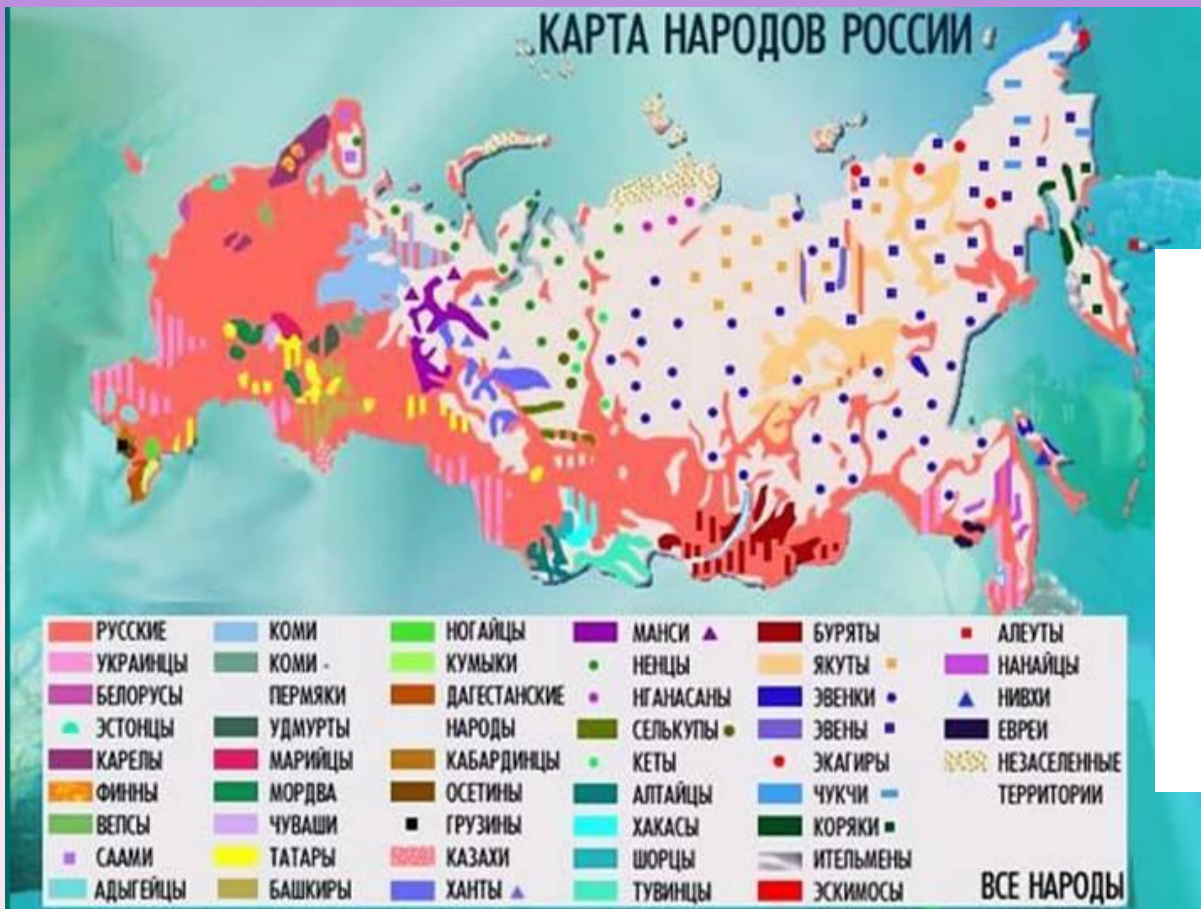 КАРТА НАРОДОВ РОССИИ
РУССКИЕ
УКРАИНЦЫ
БЕЛОРУСЫ
ЭСТОНЦЫ
КАРЕЛЫ
ФИННЫ
ВЕПСЫ
СААМИ
АДЫГЕЙЦЫ
КОМИ
КОМИ -
ПЕРМЯКИ
УДМУРТЫ
МАРИЙЦЫ
МОРДВА
ЧУВАШИ
ТАТАРЫ
БАШКИРЫ
НОГАЙЦЫ
КУМЫКИ
ДАГЕСТАНСКИЕ
НАРОДЫ
КАБАРДИНЦЫ
ОСЕТИНЫ
ГРУЗИНЫ
КАЗАХИ
ХАНТЫ
МАНСИ
НЕНЦЫ
НГАНАСАНЫ
СЕЛЬКУПЫ
КЕТЫ
АЛТАЙЦЫ
ХАКАСЫ
ШОРЦЫ
ТУВИНЦЫ
БУРЯТЫ
ЯКУТЫ
ЭВЕНКИ
ЭВЕНЫ
ЭКАГИРЫ
ЧУКЧИ
КОРЯКИ
ИТЕЛЬМЕНЫ
ЭСКИМОСЫ
АЛЕУТЫ
НАНАЙЦЫ
НИВХИ
ЕВРЕИ
НЕЗАСЕЛЕННЫЕ
ТЕРРИТОРИИ
ВСЕ НАРОДЫ